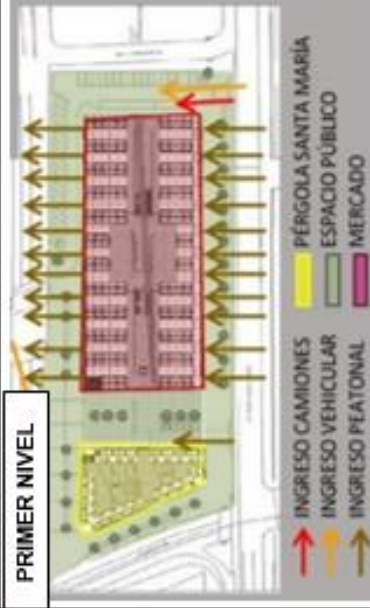 PRIMER NIVEL
INGRESO CAMIONES
INGRESO VEHICULAR
INGRESO PEATONAL
PÉRGOLA SANTA MARÍA
ESPACIO PÚBLICO
MERCADO